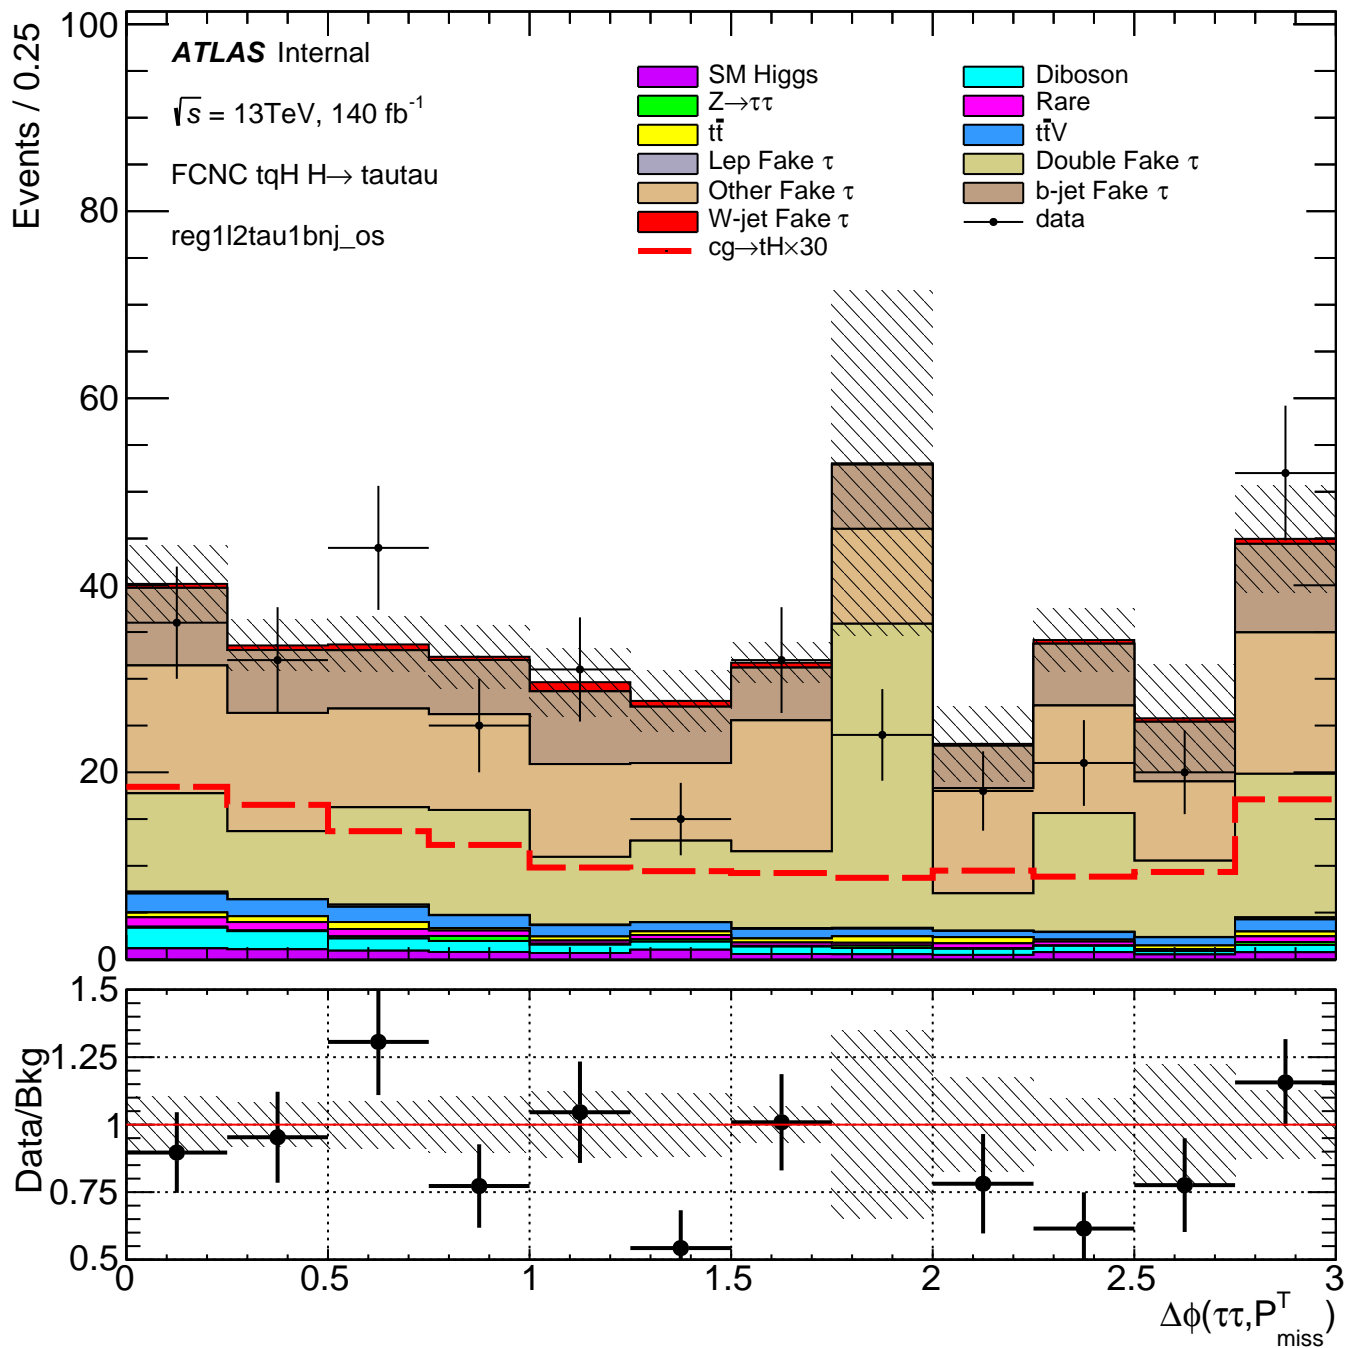 Events / 0.25
100
80
60
40
20
0
ATLAS Internal
√s = 13TeV, 140 fb⁻¹
FCNC tqH H→ tautau
reg1l2tau1bnj_os
SM Higgs
Z→ττ
tt̄
Lep Fake τ
Other Fake τ
W-jet Fake τ
cg→tH×30
Diboson
Rare
tt̄V
Double Fake τ
b-jet Fake τ
data
Data/Bkg
1.5
1.25
1
0.75
0.5
0 0.5 1 1.5 2 2.5 3
Δϕ(ττ,P^T_miss)